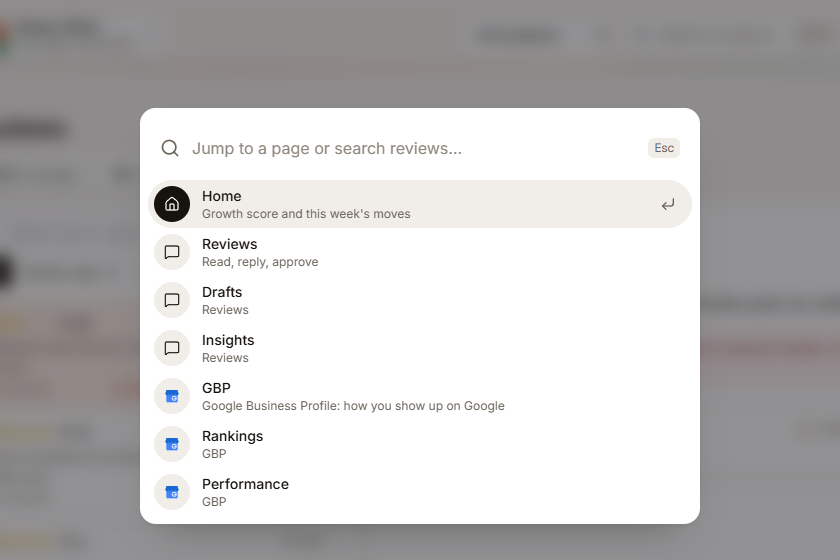 Jump to a page or search reviews...
Esc
Home
Growth score and this week's moves
Reviews
Read, reply, approve
Drafts
Reviews
Insights
Reviews
GBP
Google Business Profile: how you show up on Google
Rankings
GBP
Performance
GBP